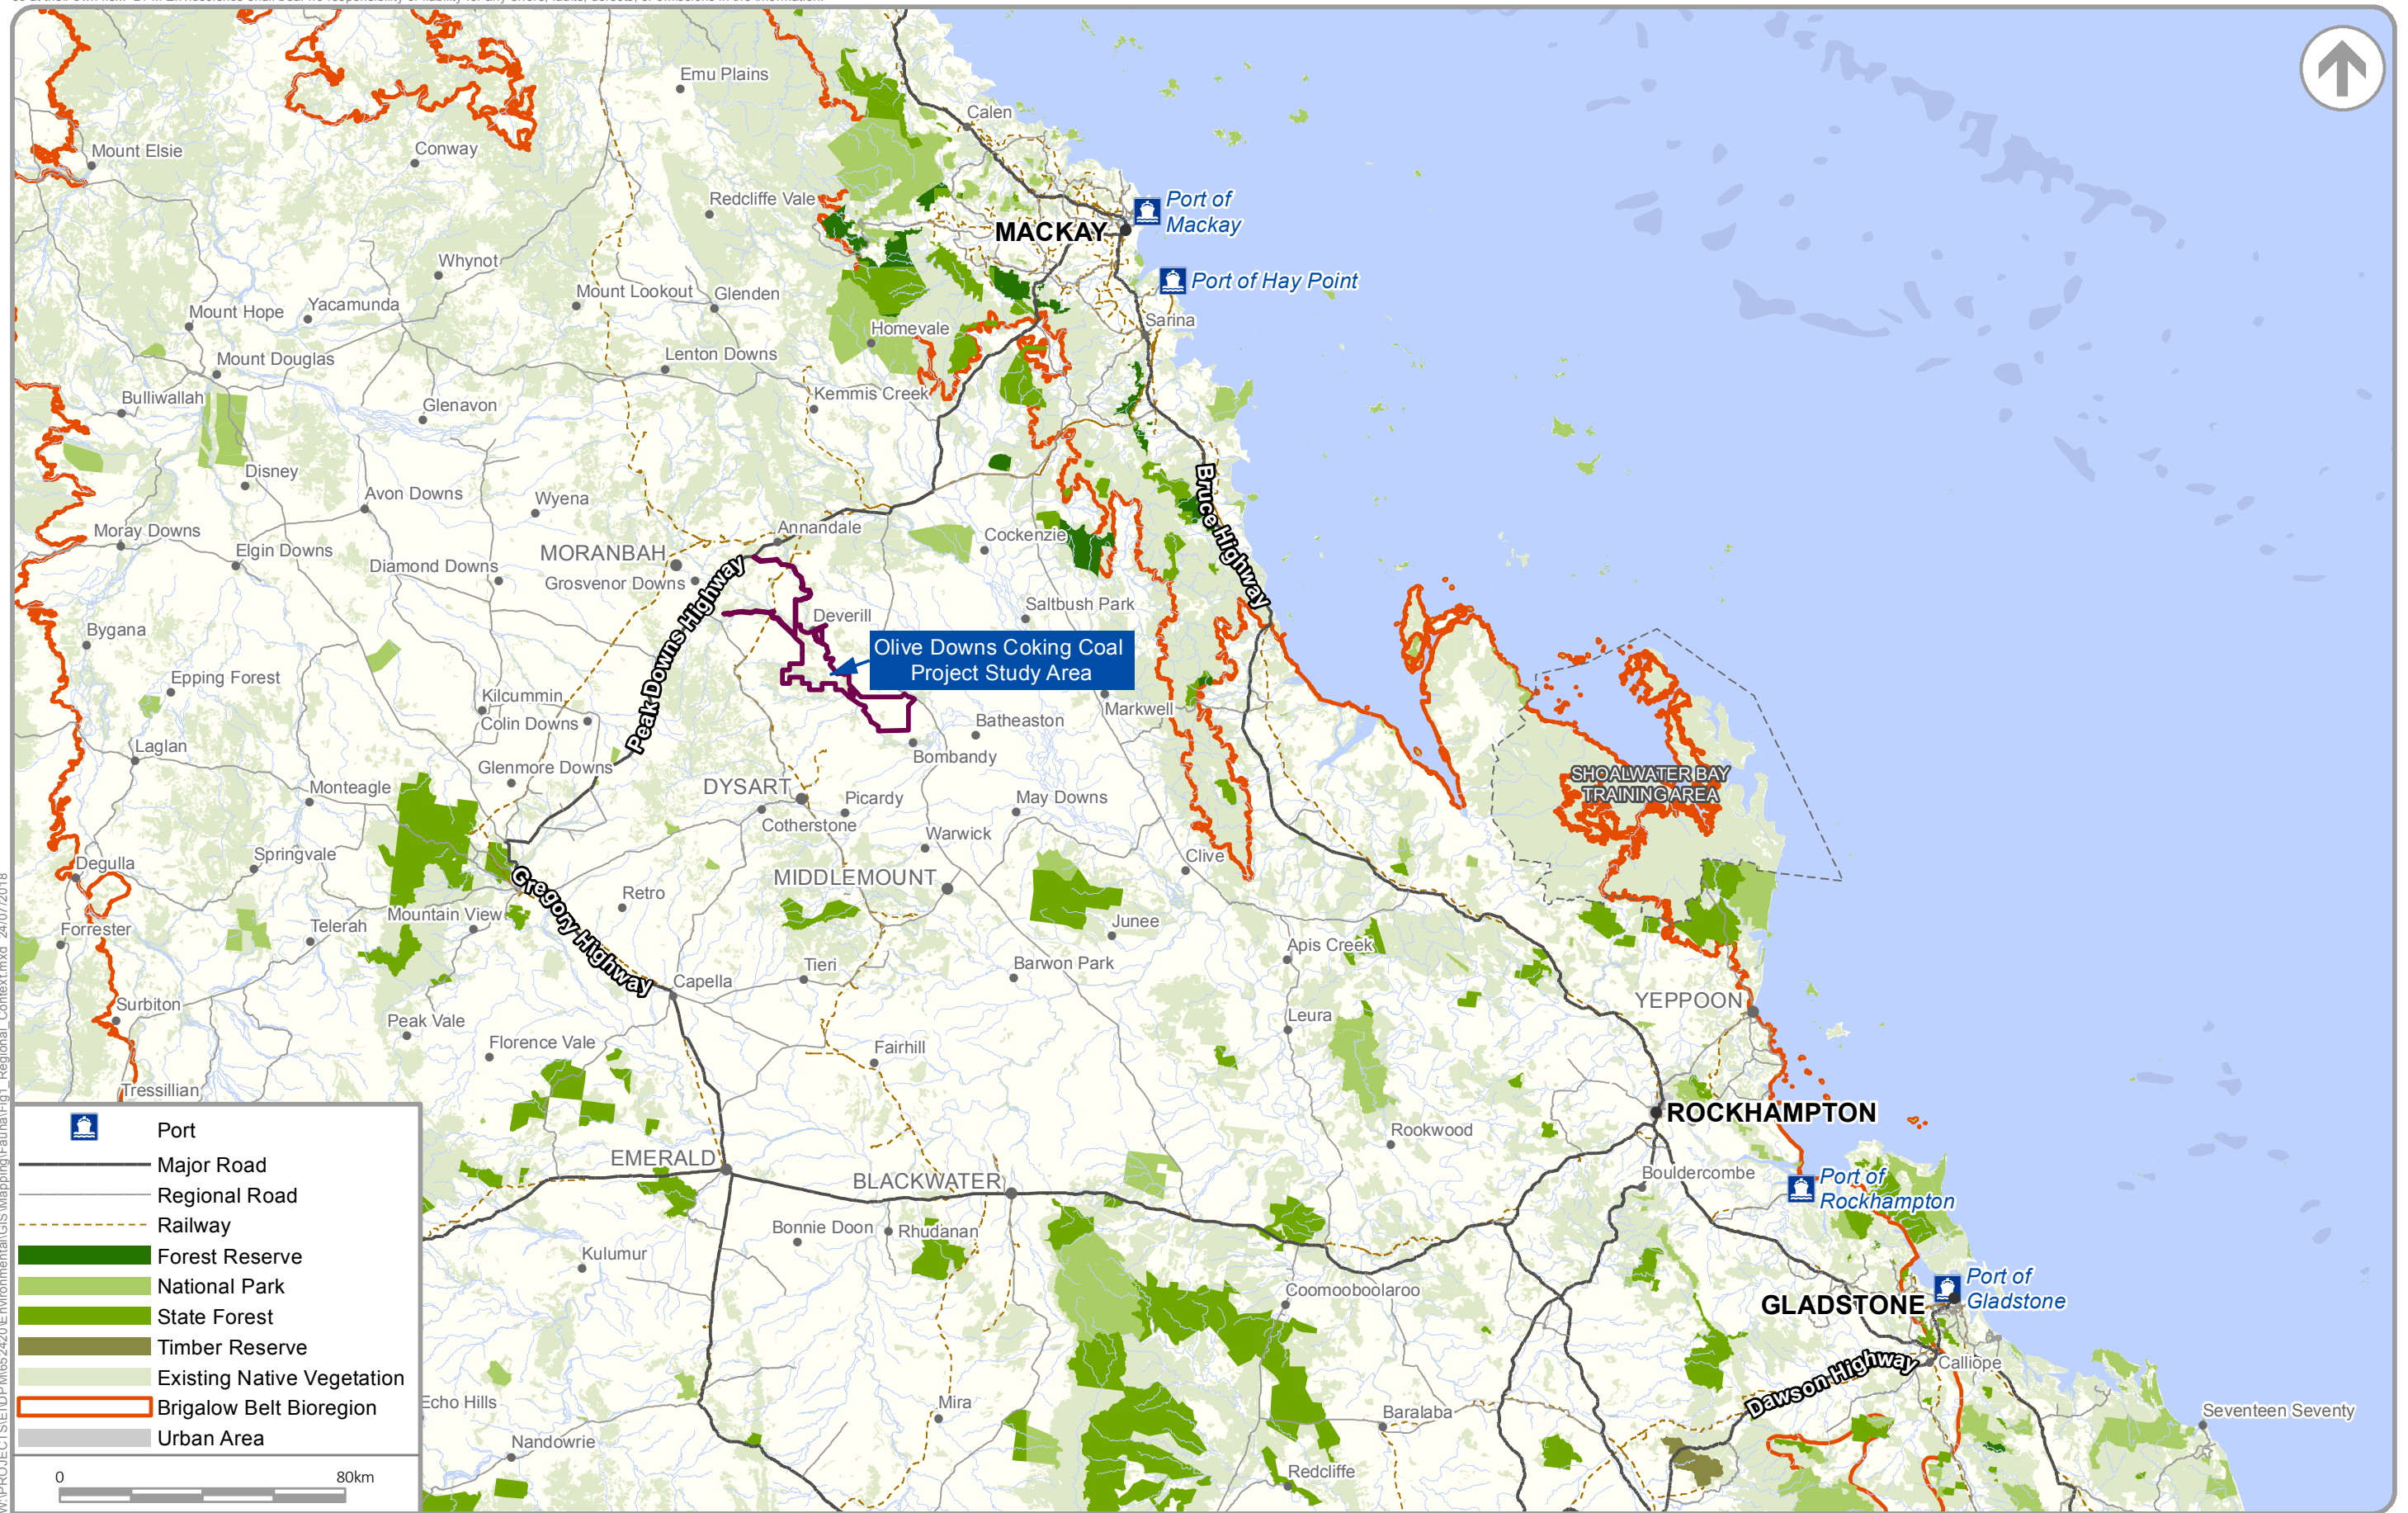 Emu Plains
Calen
Mount Elsie
Conway
Redcliffe Vale
Port of
Mackay
MACKAY
Whynot
Port of Hay Point
Mount Lookout
Glenden
Yacamunda
Mount Hope
Sarina
Homevale
Mount Douglas
Lenton Downs
Kemmis Creek
Bulliwallah
Glenavon
Disney
Avon Downs
Wyena
Bruce Highway
Moray Downs
Annandale
Cockenzie
Elgin Downs
MORANBAH
Diamond Downs
Grosvenor Downs
Saltbush Park
Deverill
Bygana
Olive Downs Coking Coal
Project Study Area
Peak Downs Highway
Epping Forest
Kilcummin
Colin Downs
Markwell
Batheaston
Laglan
Bombandy
Glenmore Downs
SHOALWATER BAY
TRAINING AREA
Monteagle
DYSART
Picardy
May Downs
Cotherstone
Warwick
Springvale
Degulla
Clive
MIDDLEMOUNT
Gregory Highway
Retro
Mountain View
Telerah
Forrester
Junee
Apis Creek
Tieri
Barwon Park
Capella
Surbiton
YEPPOON
Peak Vale
Leura
Florence Vale
Fairhill
Tressillian
ROCKHAMPTON
Rookwood
EMERALD
BLACKWATER
Bouldercombe
Port of
Rockhampton
Bonnie Doon
Rhudanan
Kulumur
Coomooboolaroo
Port of
Gladstone
GLADSTONE
Calliope
Dawson Highway
Echo Hills
Mira
Baralaba
Seventeen Seventy
Nandowrie
Redcliffe
Port
Major Road
Regional Road
Railway
Forest Reserve
National Park
State Forest
Timber Reserve
Existing Native Vegetation
Brigalow Belt Bioregion
Urban Area
0 80km